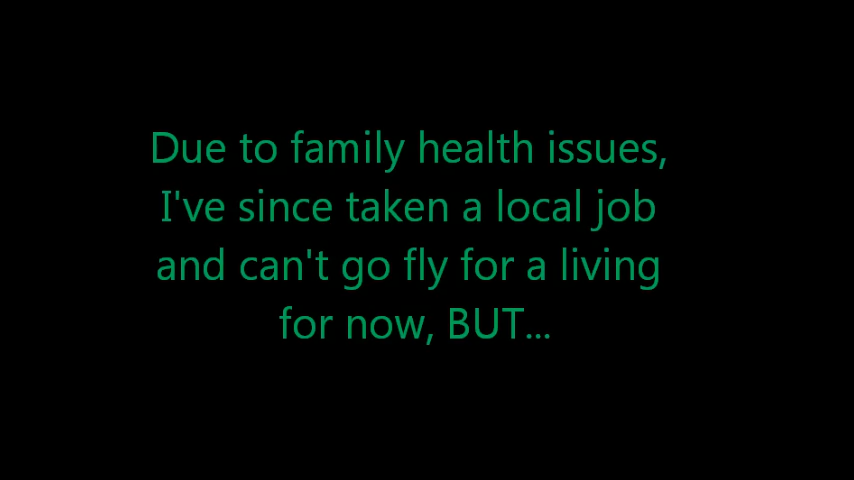 Due to family health issues,
I've since taken a local job
and can't go fly for a living
for now, BUT...